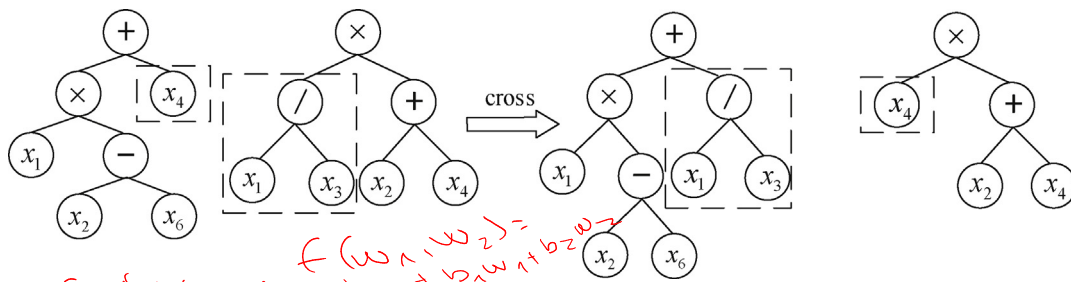 + × + ×
× x₄ / + cross × / x₄ +
x₁ − x₁ x₃ x₂ x₄ x₁ − x₁ x₃ x₂ x₄
x₂ x₆ x₂ x₆
f(w₁, w₂) =
+ b₁w₁ + b₂w₂